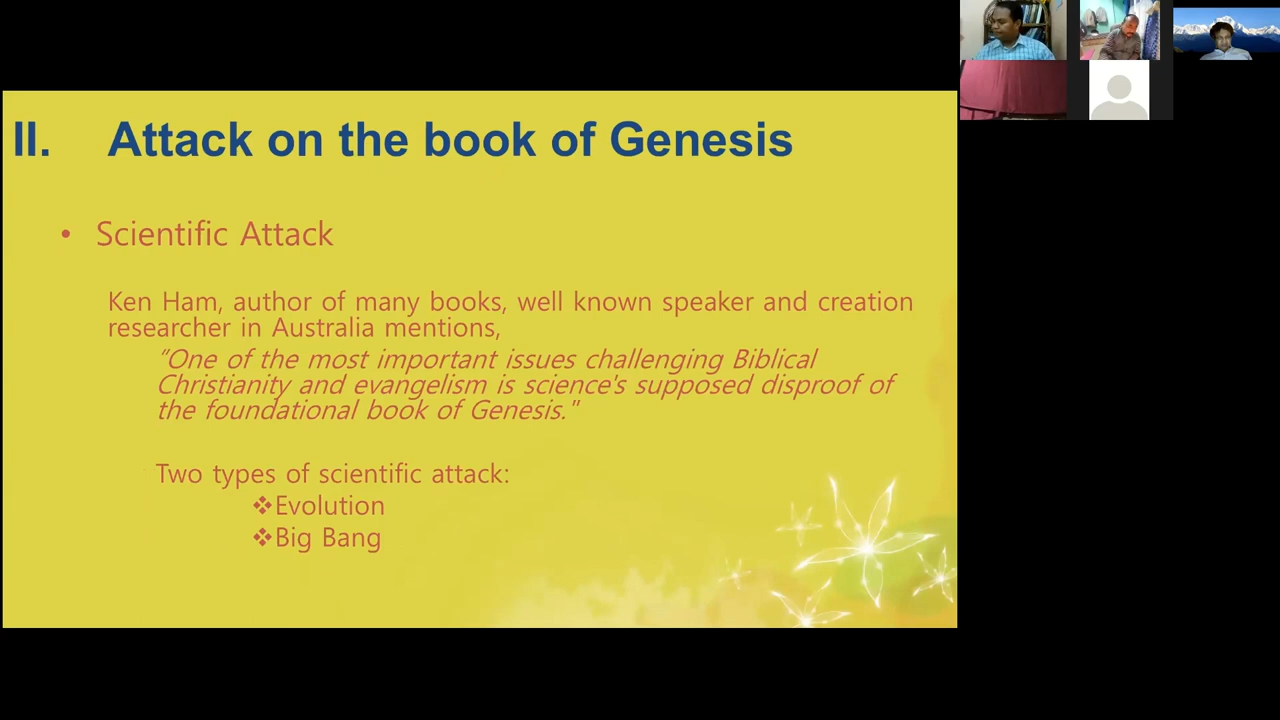 II. Attack on the book of Genesis
• Scientific Attack
Ken Ham, author of many books, well known speaker and creation
researcher in Australia mentions,
"One of the most important issues challenging Biblical
Christianity and evangelism is science's supposed disproof of
the foundational book of Genesis."
Two types of scientific attack:
❖Evolution
❖Big Bang